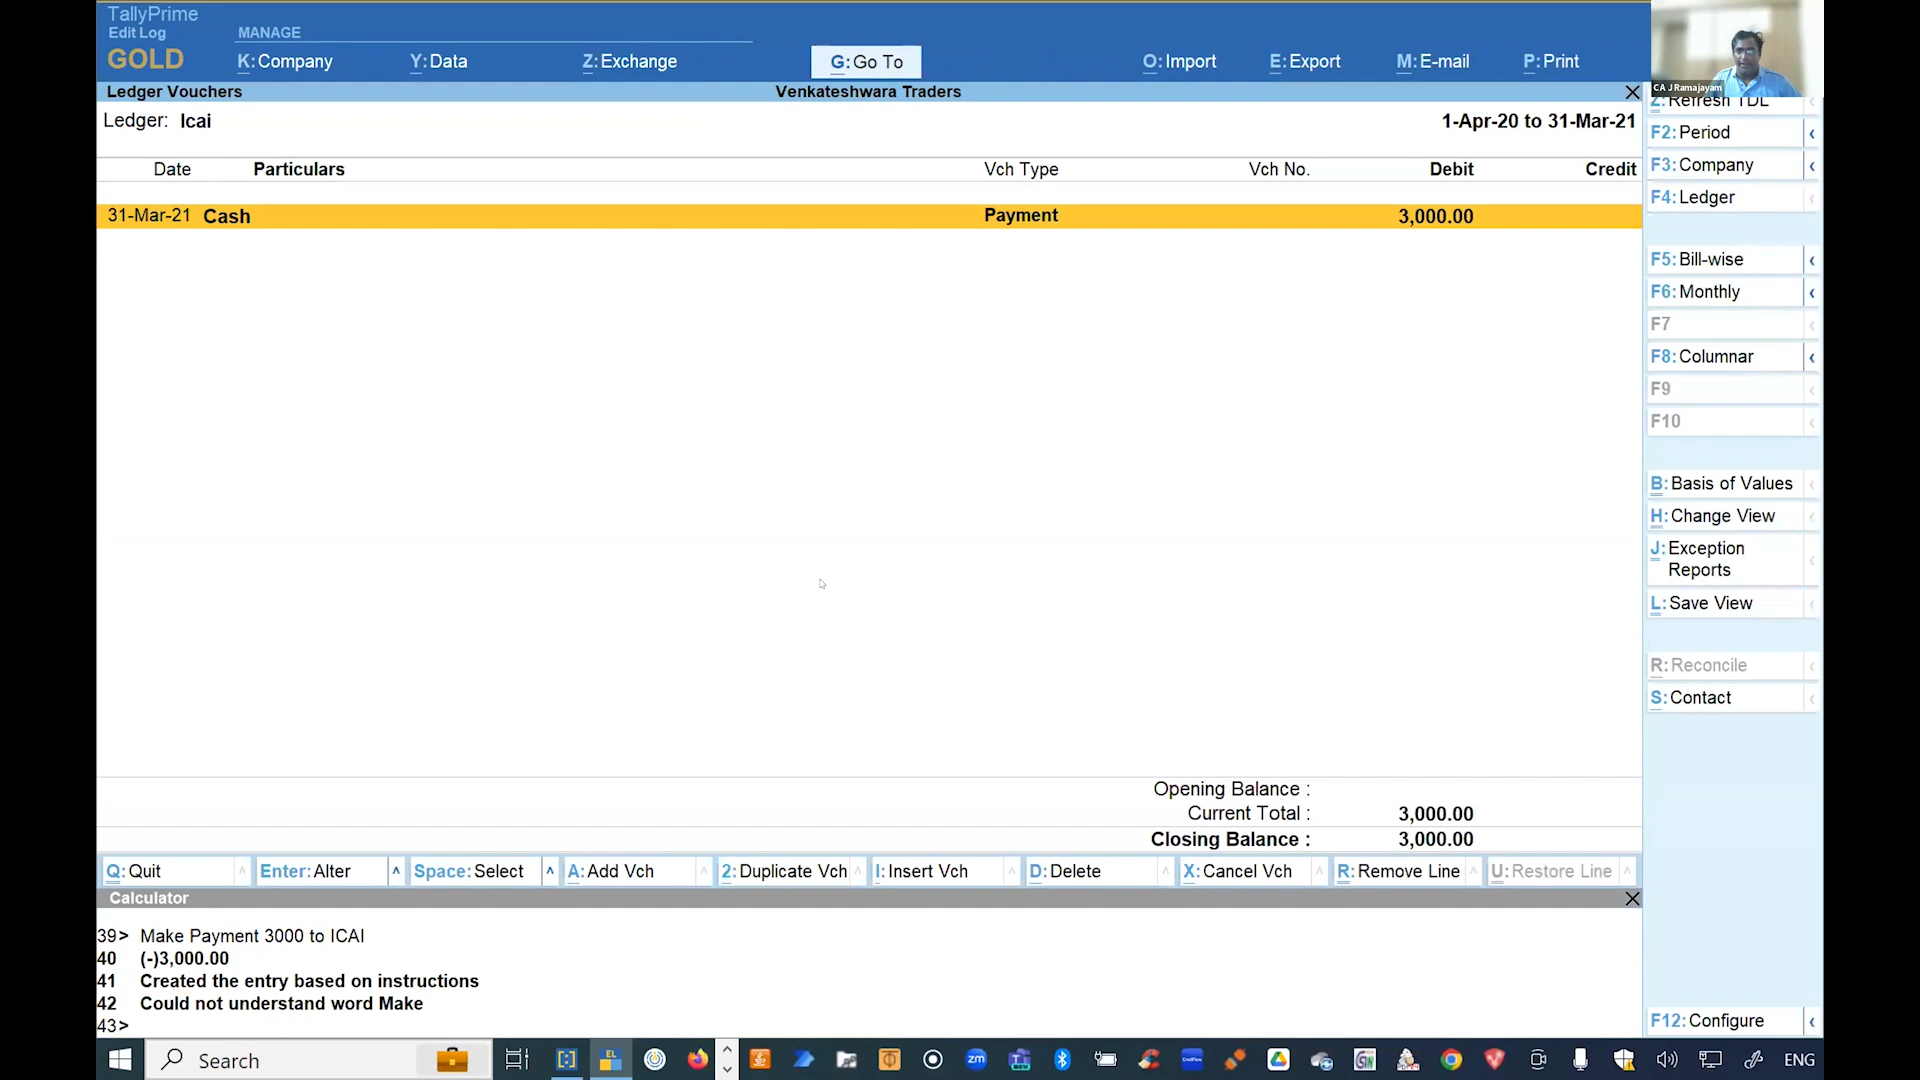 TallyPrime
Edit Log
GOLD
MANAGE
K:Company
Y:Data
Z:Exchange
G:Go To
O:Import
E:Export
M:E-mail
P:Print
CA J Ramajayam
Ledger Vouchers
Venkateshwara Traders
Ledger: Icai
1-Apr-20 to 31-Mar-21
Date Particulars Vch Type Vch No. Debit Credit
31-Mar-21 Cash Payment 3,000.00
Opening Balance :
Current Total : 3,000.00
Closing Balance : 3,000.00
Q:Quit
Enter:Alter
Space:Select
A:Add Vch
2:Duplicate Vch
I:Insert Vch
D:Delete
X:Cancel Vch
R:Remove Line
U:Restore Line
Calculator
39> Make Payment 3000 to ICAI
40 (-)3,000.00
41 Created the entry based on instructions
42 Could not understand word Make
43>
Z:Refresh TDL
F2:Period
F3:Company
F4:Ledger
F5:Bill-wise
F6:Monthly
F7
F8:Columnar
F9
F10
B:Basis of Values
H:Change View
J:Exception
Reports
L:Save View
R:Reconcile
S:Contact
F12:Configure
Search
EL
zm
ENG